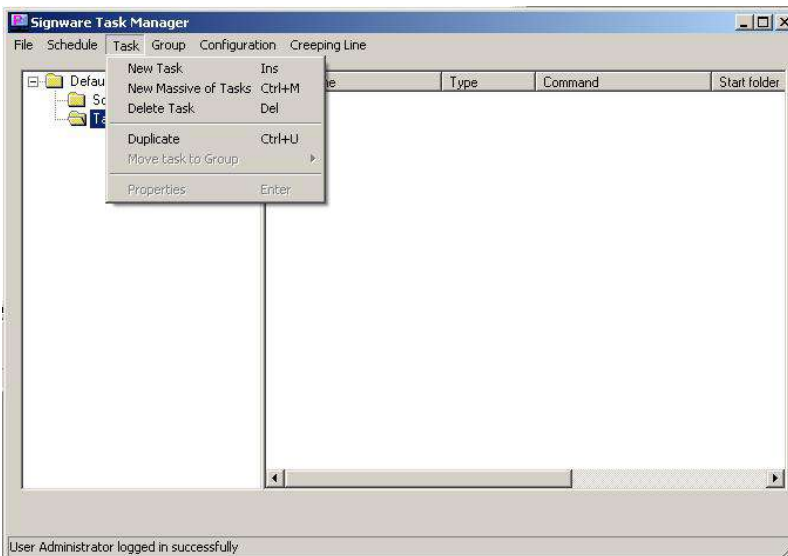 Signware Task Manager
File Schedule Task Group Configuration Creeping Line
New Task Ins
New Massive of Tasks Ctrl+M
Delete Task Del
Duplicate Ctrl+U
Move task to Group
Properties Enter
Type Command Start folder
User Administrator logged in successfully